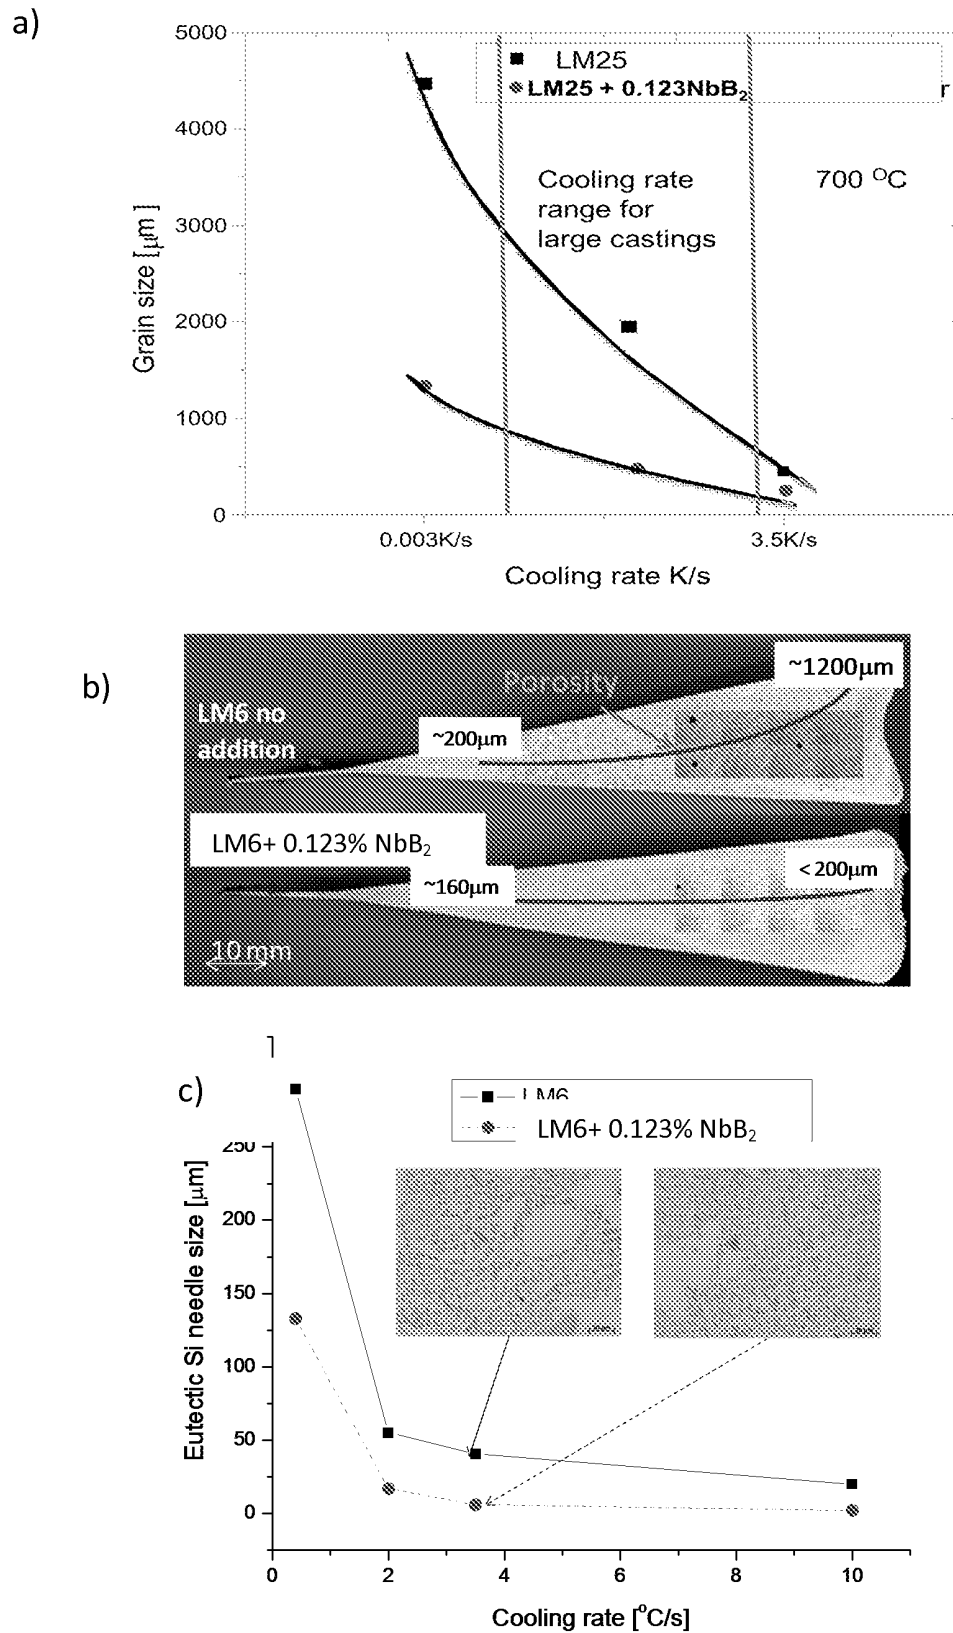 a)
5000
4000
3000
2000
1000
0
Grain size [μm]
LM25
LM25 + 0.123NbB₂
r
Cooling rate
range for
large castings
700 °C
0.003K/s
3.5K/s
Cooling rate K/s
b)
~1200μm
Porosity
LM6 no
addition
~200μm
LM6+ 0.123% NbB₂
~160μm
<200μm
10 mm
c)
LM6
LM6+ 0.123% NbB₂
250
200
150
100
50
0
Eutectic Si needle size [μm]
0 2 4 6 8 10
Cooling rate [°C/s]